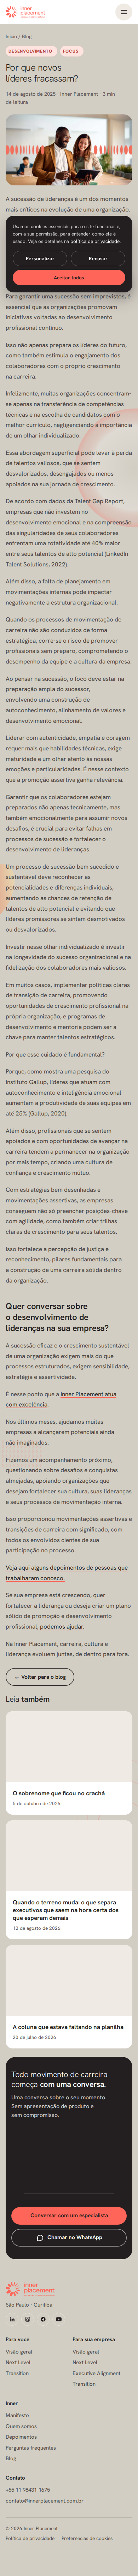 inner
placement
Início / Blog
DESENVOLVIMENTO
FOCUS
Por que novos
líderes fracassam?
14 de agosto de 2025 · Inner Placement · 3 min
de leitura
A sucessão de lideranças é um dos momentos
mais críticos na evolução de uma organização.
Usamos cookies essenciais para o site funcionar e,
com a sua permissão, para entender como ele é
usado. Veja os detalhes na política de privacidade.
Personalizar
Recusar
Aceitar todos
Para garantir uma sucessão sem imprevistos, é
essencial que as organizações promovam
iniciativas voltadas ao desenvolvimento
profissional contínuo.
quando não se preparam líderes do futuro, bem
como também estimula o engajamento dos
colaboradores que não compreendem o próprio
crescimento na carreira.
Infelizmente, muitas organizações concentram-
se apenas na transferência de competências
técnicas e na escolha de candidatos com o
maior conhecimento, negligenciando a importância
de um olhar individualizado.
Essa abordagem superficial pode levar à perda
de talentos valiosos, que se sentem
desvalorizados, desengajados ou menos
apoiados na sua jornada de crescimento.
De acordo com dados da Talent Gap Report,
empresas que não investem no
desenvolvimento emocional e na compreensão
das singularidades de seus colaboradores
enfrentam uma rotatividade até 40% maior
entre seus talentos de alto potencial (LinkedIn
Talent Solutions, 2022).
Além disso, a falta de planejamento em
movimentações internas pode impactar
negativamente a estrutura organizacional.
Quando os processos de movimentação de
carreira não são conduzidos de forma
estratégica, corre-se o risco de promover
profissionais sem preparo, comprometendo o
sucesso das lideranças.
Ao pensar na sucessão, o foco deve estar na
visão ampla do sucessor,
envolvendo sua construção de
autoconhecimento, alinhamento de valores e
amadurecimento emocional.
Liderar com autenticidade, empatia e coragem
requer mais do que habilidades técnicas, exige
um olhar maduro e atento às nossas
emoções e particularidades. É nesse contexto
que a promoção assertiva ganha relevância.
Garantir que os colaboradores estejam
preparados não apenas tecnicamente, mas
também emocionalmente para assumir novos
desafios, é crucial para evitar falhas em
processos de sucessão e fortalecer o
desenvolvimento de lideranças.
Um processo de sucessão bem sucedido e
sustentável deve reconhecer as
potencialidades e diferenças individuais,
aumentando as chances de retenção de
talentos de alto potencial e evitando que
líderes promissores se sintam desmotivados
ou desvalorizados.
Investir nesse olhar individualizado é investir
na longevidade do sucesso organizacional e na
fidelização dos colaboradores mais valiosos.
Em muitos casos, implementar políticas claras
de transição de carreira, promovendo
movimentos de crescimento profissional na
própria organização, e programas de
desenvolvimento e mentoria podem ser a
chave para manter talentos estratégicos.
Por que esse cuidado é fundamental?
Porque, como mostra uma pesquisa do
Instituto Gallup, líderes que atuam com
autoconhecimento e inteligência emocional
aumentam a produtividade de suas equipes em
até 25% (Gallup, 2020).
Além disso, profissionais que se sentem
apoiados e com oportunidades de avançar na
carreira tendem a permanecer na organização
por mais tempo, criando uma cultura de
confiança e crescimento mútuo.
Com estratégias bem desenhadas e
movimentações assertivas, as empresas
conseguem não só preencher posições chave
com agilidade, como também criar trilhas
claras de crescimento para seus talentos.
Isso fortalece a percepção de justiça e
reconhecimento, pilares fundamentais para
a construção de uma carreira sólida dentro
da organização.
Quer conversar sobre
o desenvolvimento de
lideranças na sua empresa?
A sucessão eficaz e o crescimento sustentável
de uma organização exigem mais do que
processos estruturados, exigem sensibilidade,
estratégia e assertividade.
É nesse ponto que a Inner Placement atua
com excelência.
Nos últimos meses, ajudamos muitas
empresas a alcançarem potenciais jamais
imaginados.
Fizemos um acompanhamento próximo,
questionando sobre desafios e conquistas
almejadas, apoiando organizações que
desejam fortalecer sua cultura, suas lideranças
e seus processos de movimentação interna.
Isso proporcionou movimentações assertivas e
transições de carreira com significado, com
todos os envolvidos sentindo que são
participação no processo.
Veja aqui alguns depoimentos de pessoas que
trabalharam conosco.
Se sua empresa está crescendo, quer
fortalecer a liderança ou deseja criar um plano
sólido de sucessão e desenvolvimento
profissional, podemos ajudar.
Na Inner Placement, carreira, cultura e
liderança evoluem juntas, de dentro para fora.
← Voltar para o blog
Leia também
O sobrenome que ficou no crachá
5 de outubro de 2026
Quando o terreno muda: o que separa
executivos que saem na hora certa dos
que esperam demais
12 de agosto de 2026
A coluna que estava faltando na planilha
20 de julho de 2026
Todo movimento de carreira
começa com uma conversa.
Uma conversa sobre o seu momento.
Sem apresentação de produto e
sem compromisso.
Conversar com um especialista
Chamar no WhatsApp
inner
placement
São Paulo · Curitiba
Para você
Visão geral
Next Level
Transition
Para sua empresa
Visão geral
Next Level
Executive Alignment
Transition
Inner
Manifesto
Quem somos
Depoimentos
Perguntas frequentes
Blog
Contato
+55 11 98431-1675
contato@innerplacement.com.br
© 2026 Inner Placement
Política de privacidade
Preferências de cookies